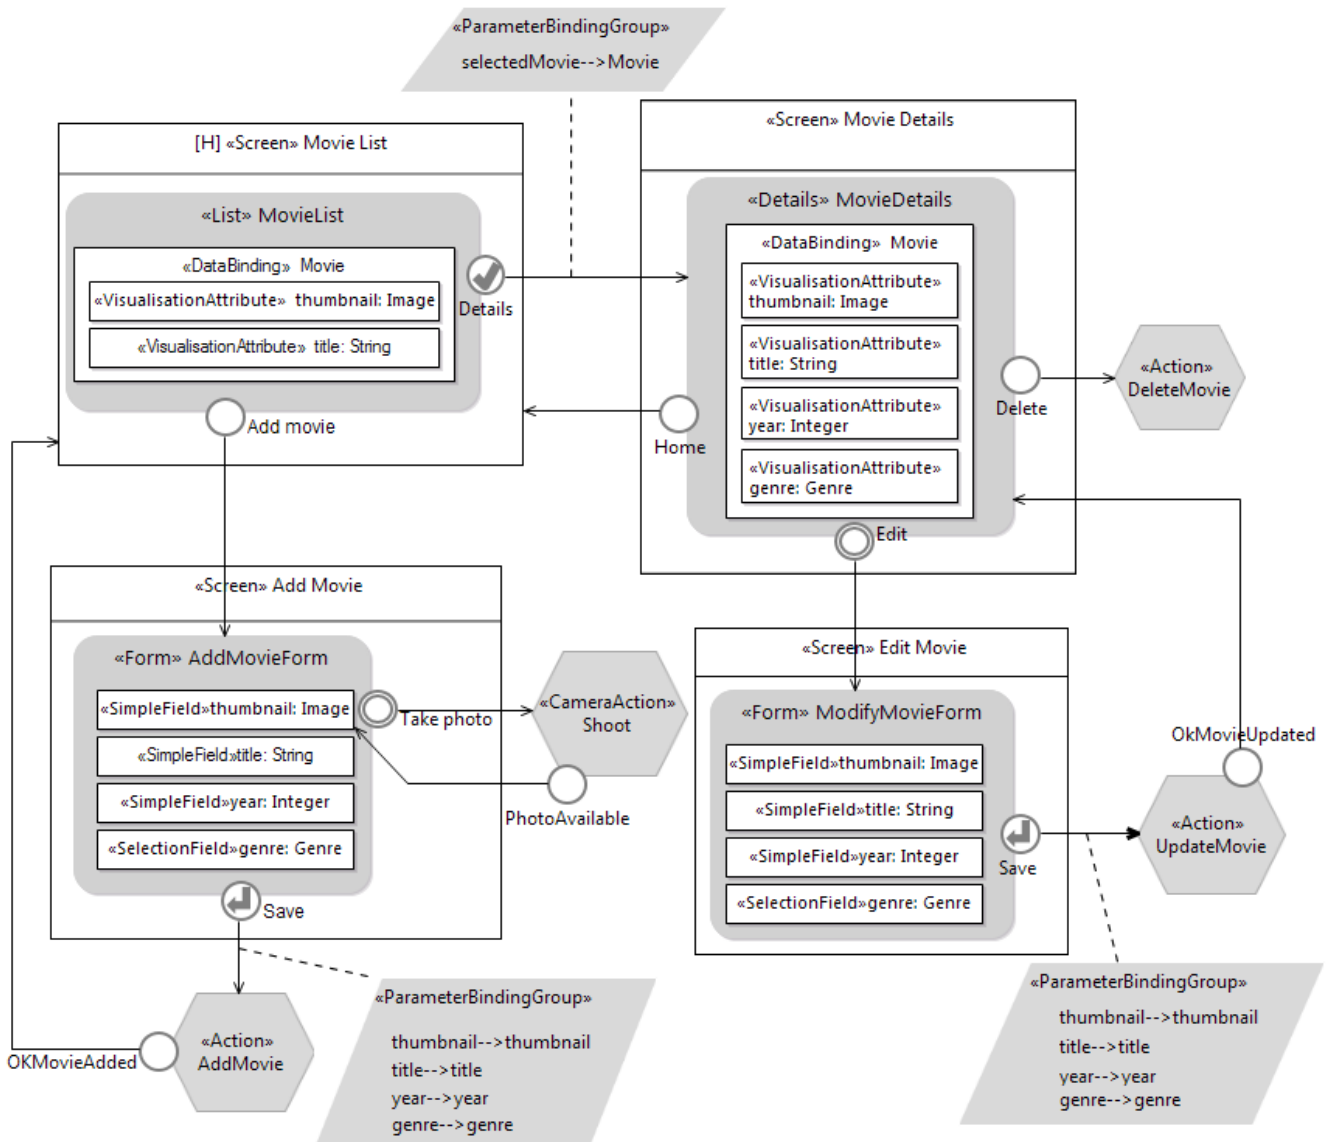 «ParameterBindingGroup»
selectedMovie-->Movie
[H] «Screen» Movie List
«List» MovieList
«DataBinding» Movie
«VisualisationAttribute» thumbnail: Image
«VisualisationAttribute» title: String
Details
Add movie
«Screen» Movie Details
«Details» MovieDetails
«DataBinding» Movie
«VisualisationAttribute»
thumbnail: Image
«VisualisationAttribute»
title: String
«VisualisationAttribute»
year: Integer
«VisualisationAttribute»
genre: Genre
Home
Delete
Edit
«Action»
DeleteMovie
«Screen» Add Movie
«Form» AddMovieForm
«SimpleField»thumbnail: Image
«SimpleField»title: String
«SimpleField»year: Integer
«SelectionField»genre: Genre
Take photo
Save
«CameraAction»
Shoot
PhotoAvailable
«Screen» Edit Movie
«Form» ModifyMovieForm
«SimpleField»thumbnail: Image
«SimpleField»title: String
«SimpleField»year: Integer
«SelectionField»genre: Genre
Save
OkMovieUpdated
«Action»
UpdateMovie
OKMovieAdded
«Action»
AddMovie
«ParameterBindingGroup»
thumbnail-->thumbnail
title-->title
year-->year
genre-->genre
«ParameterBindingGroup»
thumbnail-->thumbnail
title-->title
year-->year
genre-->genre